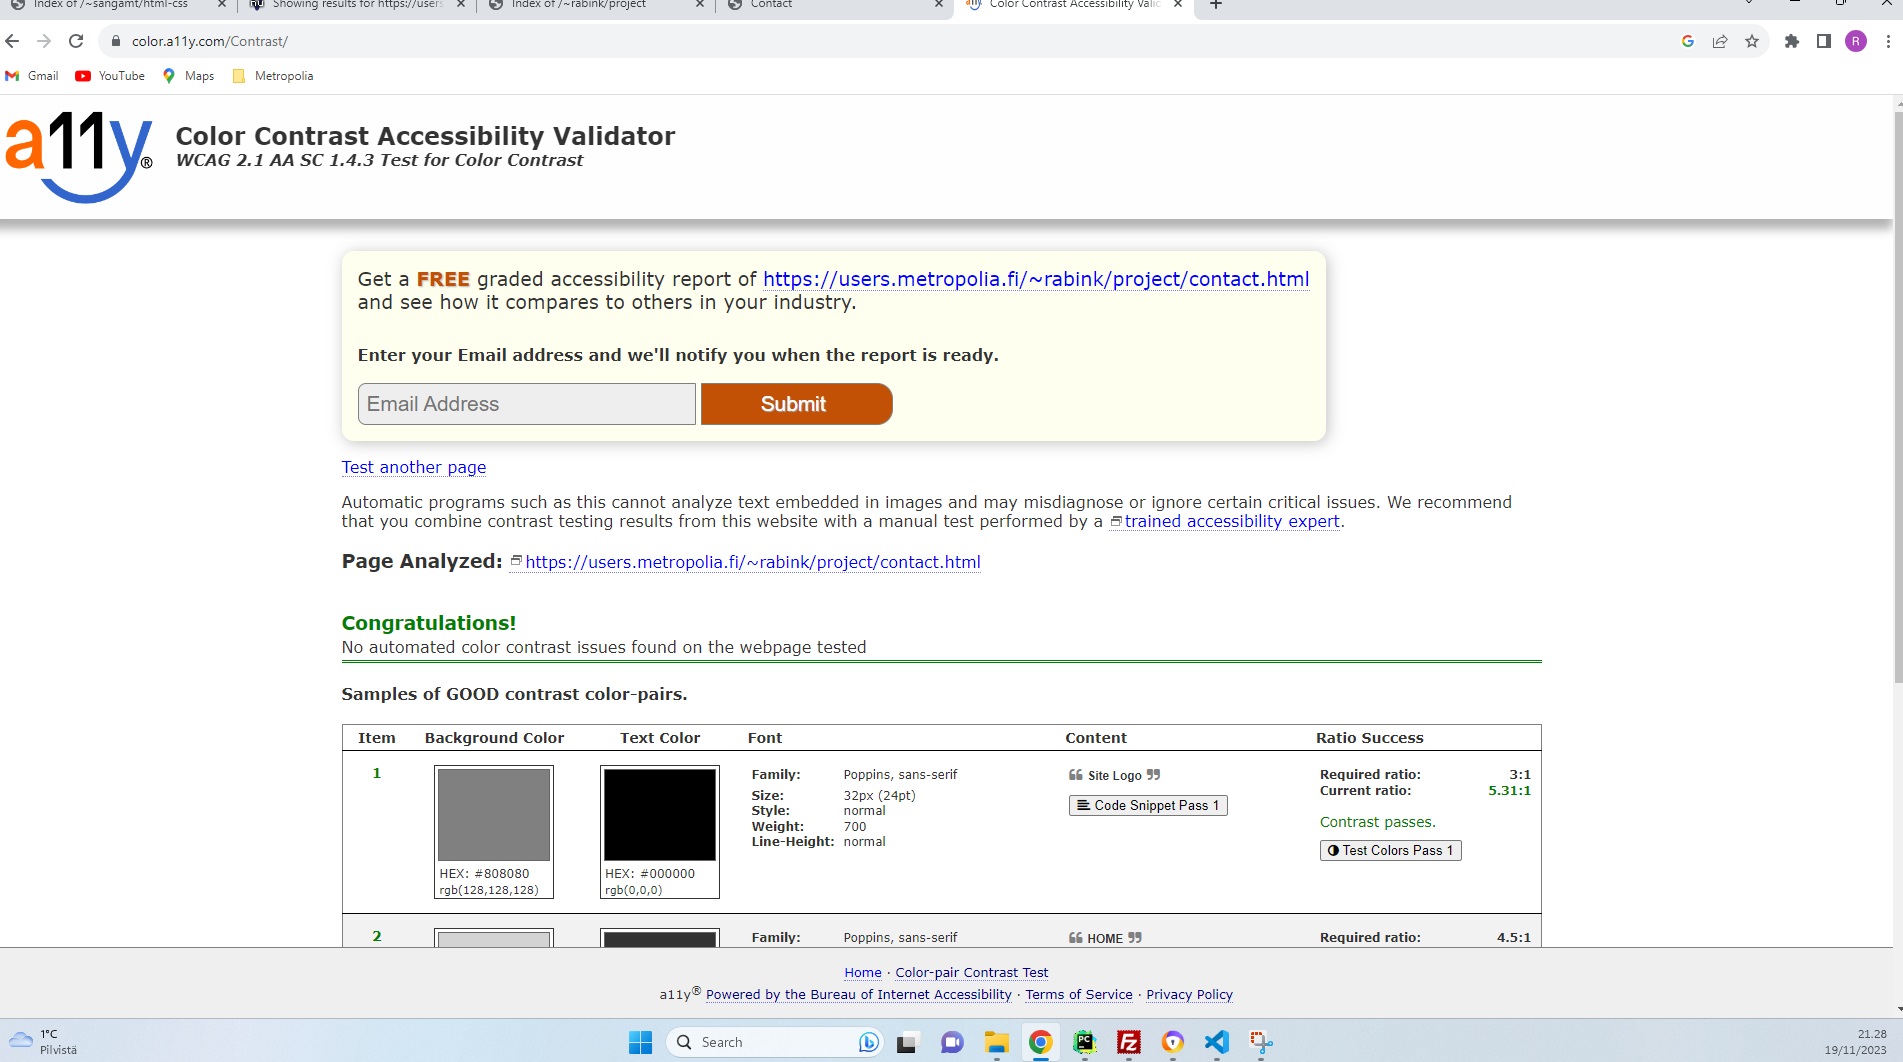 Index of /~sangamt/html-css
Showing results for https://users
Index of /~rabink/project
Contact
Color Contrast Accessibility Valid
color.a11y.com/Contrast/
R
Gmail
YouTube
Maps
Metropolia
a11y®
Color Contrast Accessibility Validator
WCAG 2.1 AA SC 1.4.3 Test for Color Contrast
Get a FREE graded accessibility report of https://users.metropolia.fi/~rabink/project/contact.html
and see how it compares to others in your industry.
Enter your Email address and we'll notify you when the report is ready.
Email Address
Submit
Test another page
Automatic programs such as this cannot analyze text embedded in images and may misdiagnose or ignore certain critical issues. We recommend
that you combine contrast testing results from this website with a manual test performed by a trained accessibility expert.
Page Analyzed: https://users.metropolia.fi/~rabink/project/contact.html
Congratulations!
No automated color contrast issues found on the webpage tested
Samples of GOOD contrast color-pairs.
Item Background Color Text Color Font Content Ratio Success
1
HEX: #808080
rgb(128,128,128)
HEX: #000000
rgb(0,0,0)
Family: Poppins, sans-serif
Size: 32px (24pt)
Style: normal
Weight: 700
Line-Height: normal
❝ Site Logo ❞
Code Snippet Pass 1
Required ratio: 3:1
Current ratio: 5.31:1
Contrast passes.
Test Colors Pass 1
2
Family: Poppins, sans-serif
❝ HOME ❞
Required ratio: 4.5:1
Home · Color-pair Contrast Test
a11y® Powered by the Bureau of Internet Accessibility · Terms of Service · Privacy Policy
1°C
Pilvistä
Search
PC
FZ
21.28
19/11/2023